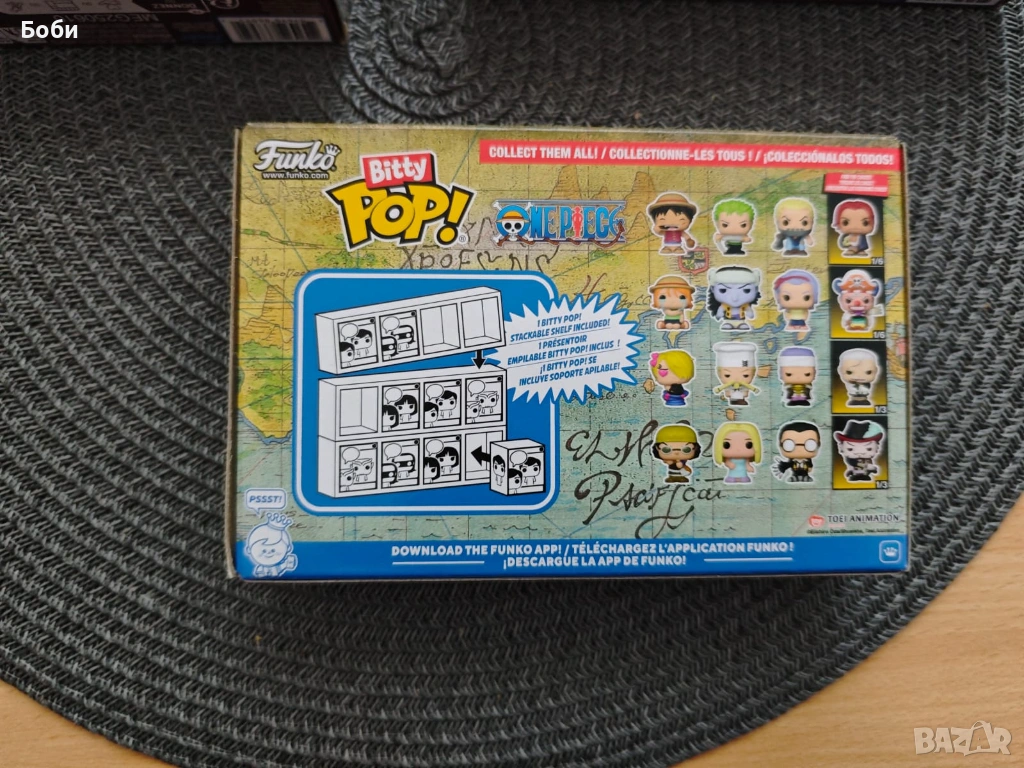 Боби
MEG250610
Funko
www.funko.com
Bitty
POP!
ONE PIECE
COLLECT THEM ALL! / COLLECTIONNE-LES TOUS ! / ¡COLECCIÓNALOS TODOS!
1/6
1/6
1/3
1/3
1 BITTY POP!
STACKABLE SHELF INCLUDED!
1 PRÉSENTOIR
EMPILABLE BITTY POP! INCLUS !
¡1 BITTY POP! SE
INCLUYE SOPORTE APILABLE!
PSSST!
TOEI ANIMATION
DOWNLOAD THE FUNKO APP! / TÉLÉCHARGEZ L'APPLICATION FUNKO !
¡DESCARGUE LA APP DE FUNKO!
BAZAR